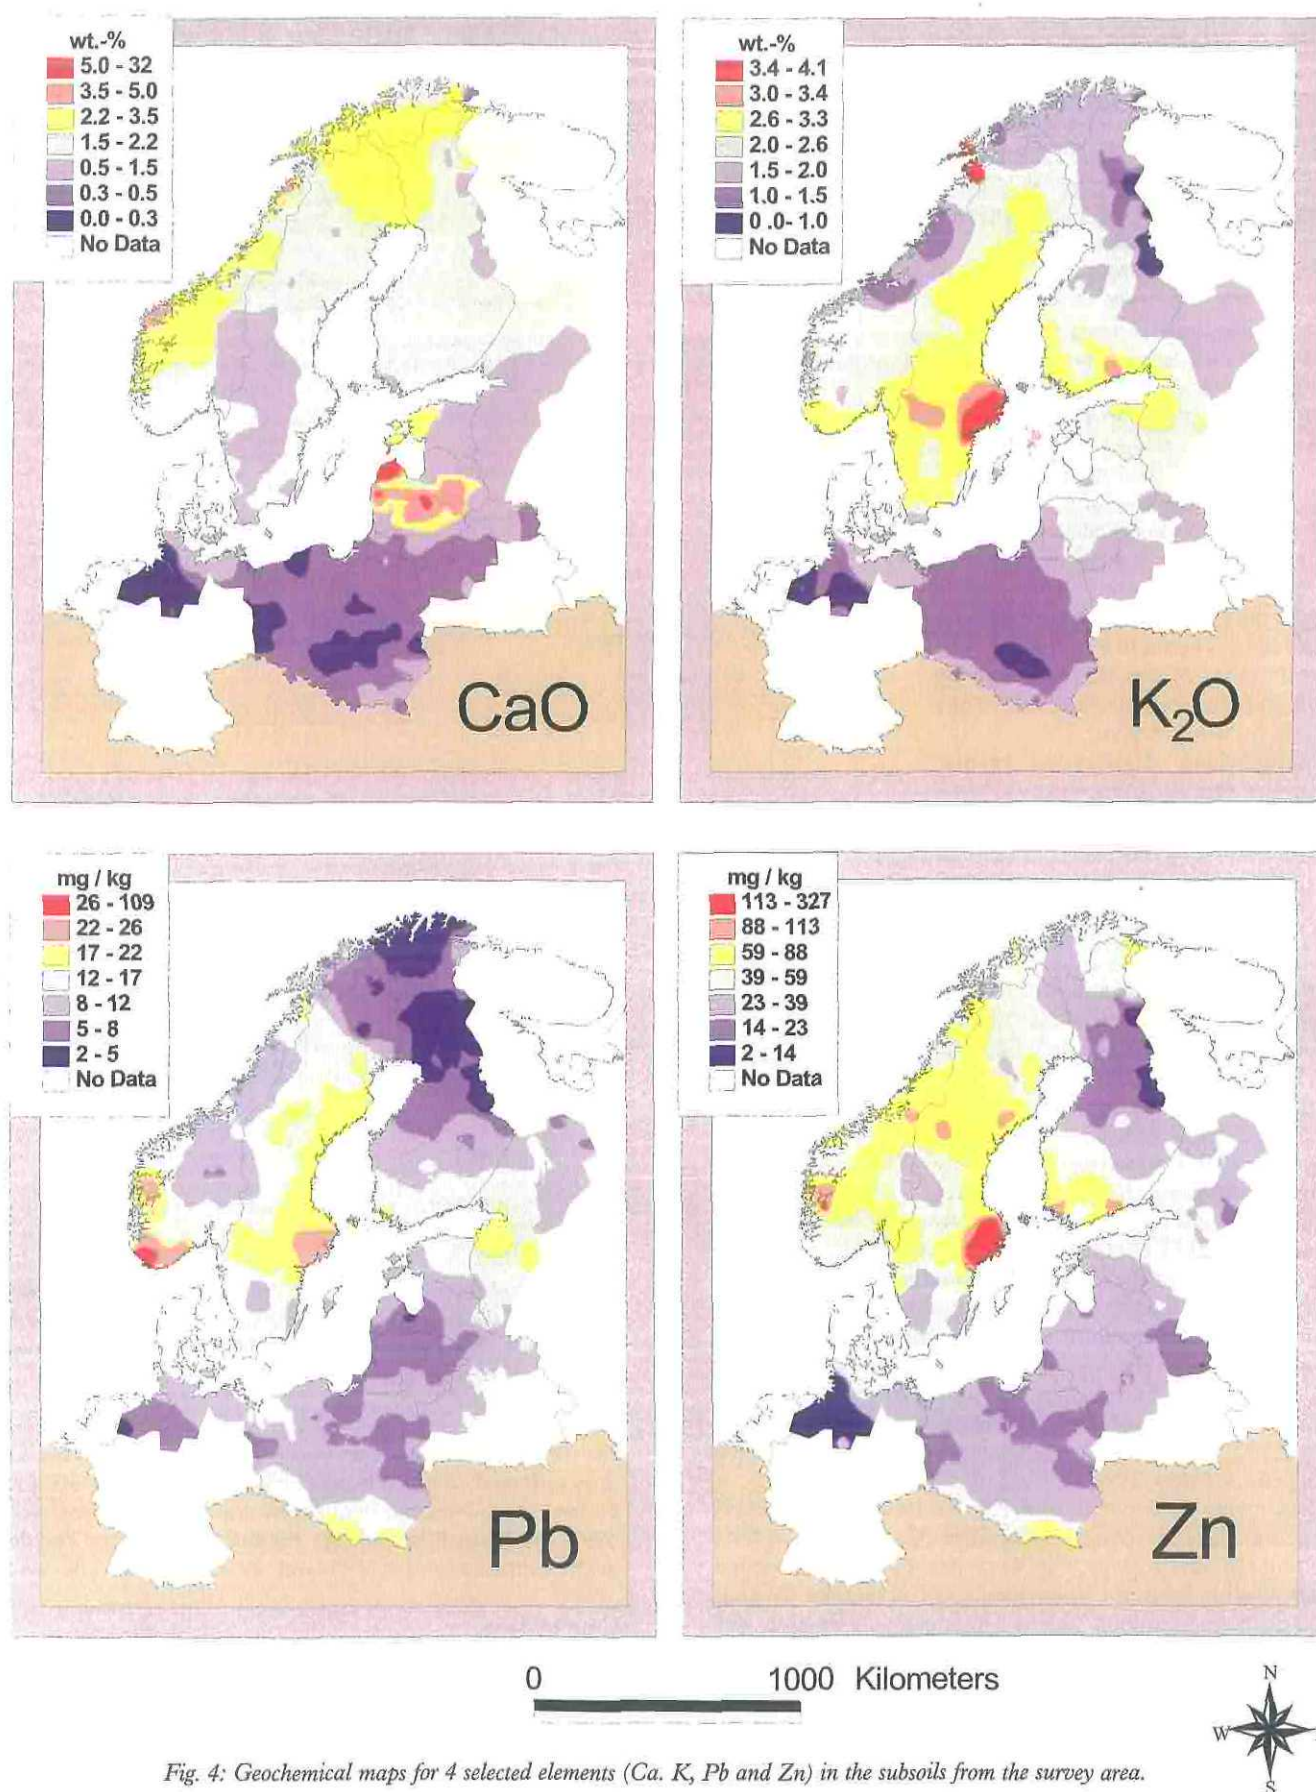 wt.-%
5.0 - 32
3.5 - 5.0
2.2 - 3.5
1.5 - 2.2
0.5 - 1.5
0.3 - 0.5
0.0 - 0.3
No Data
CaO
wt.-%
3.4 - 4.1
3.0 - 3.4
2.6 - 3.3
2.0 - 2.6
1.5 - 2.0
1.0 - 1.5
0.0 - 1.0
No Data
K2O
mg / kg
26 - 109
22 - 26
17 - 22
12 - 17
8 - 12
5 - 8
2 - 5
No Data
Pb
mg / kg
113 - 327
88 - 113
59 - 88
39 - 59
23 - 39
14 - 23
2 - 14
No Data
Zn
0 1000 Kilometers
N
W
S
Fig. 4: Geochemical maps for 4 selected elements (Ca. K, Pb and Zn) in the subsoils from the survey area.